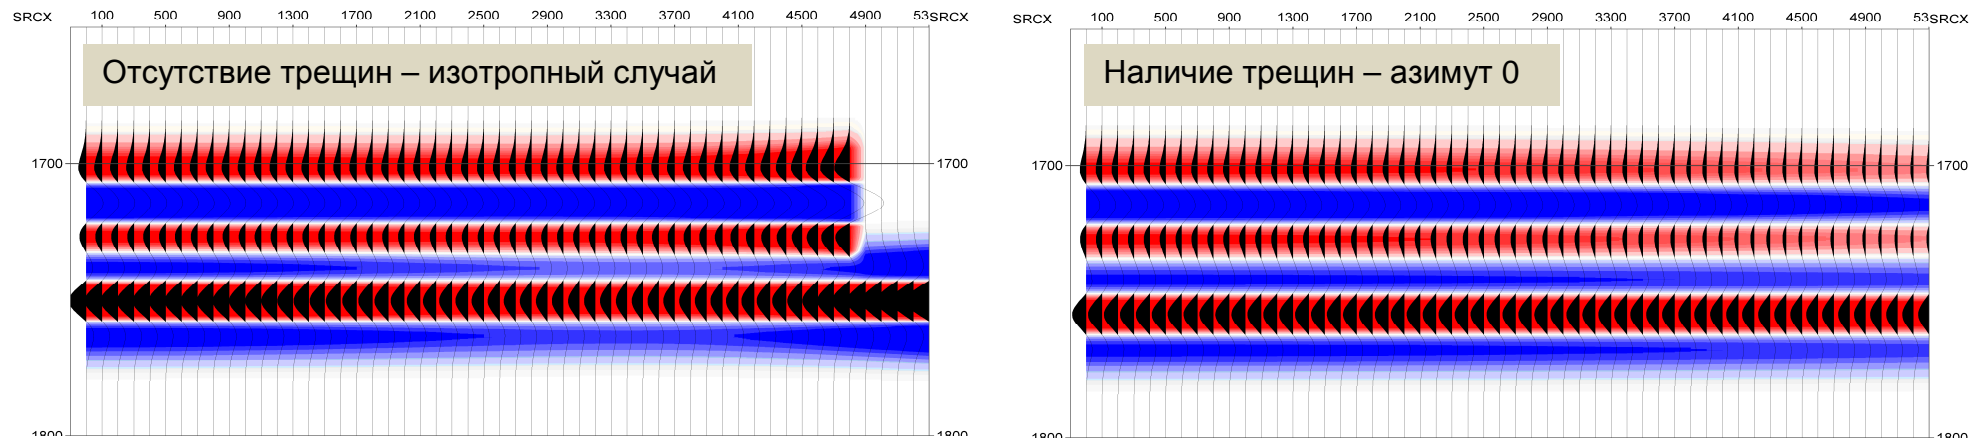 SRCX 100 500 900 1300 1700 2100 2500 2900 3300 3700 4100 4500 4900 53 SRCX
Отсутствие трещин – изотропный случай
1700 1700
1800 1800
SRCX 100 500 900 1300 1700 2100 2500 2900 3300 3700 4100 4500 4900 53 SRCX
Наличие трещин – азимут 0
1700 1700
1800 1800